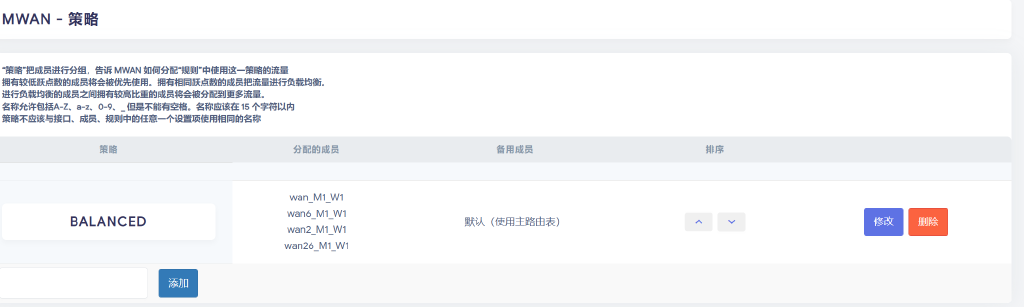 MWAN - 策略
“策略”把成员进行分组，告诉 MWAN 如何分配“规则”中使用这一策略的流量
拥有较低跃点数的成员将会被优先使用。拥有相同跃点数的成员把流量进行负载均衡。
进行负载均衡的成员之间拥有较高比重的成员将会被分配到更多流量。
名称允许包括A-Z、a-z、0-9、_ 但是不能有空格。名称应该在 15 个字符以内
策略不应该与接口、成员、规则中的任意一个设置项使用相同的名称
策略 分配的成员 备用成员 排序
BALANCED
wan_M1_W1
wan6_M1_W1
wan2_M1_W1
wan26_M1_W1
默认（使用主路由表）
修改 删除
添加